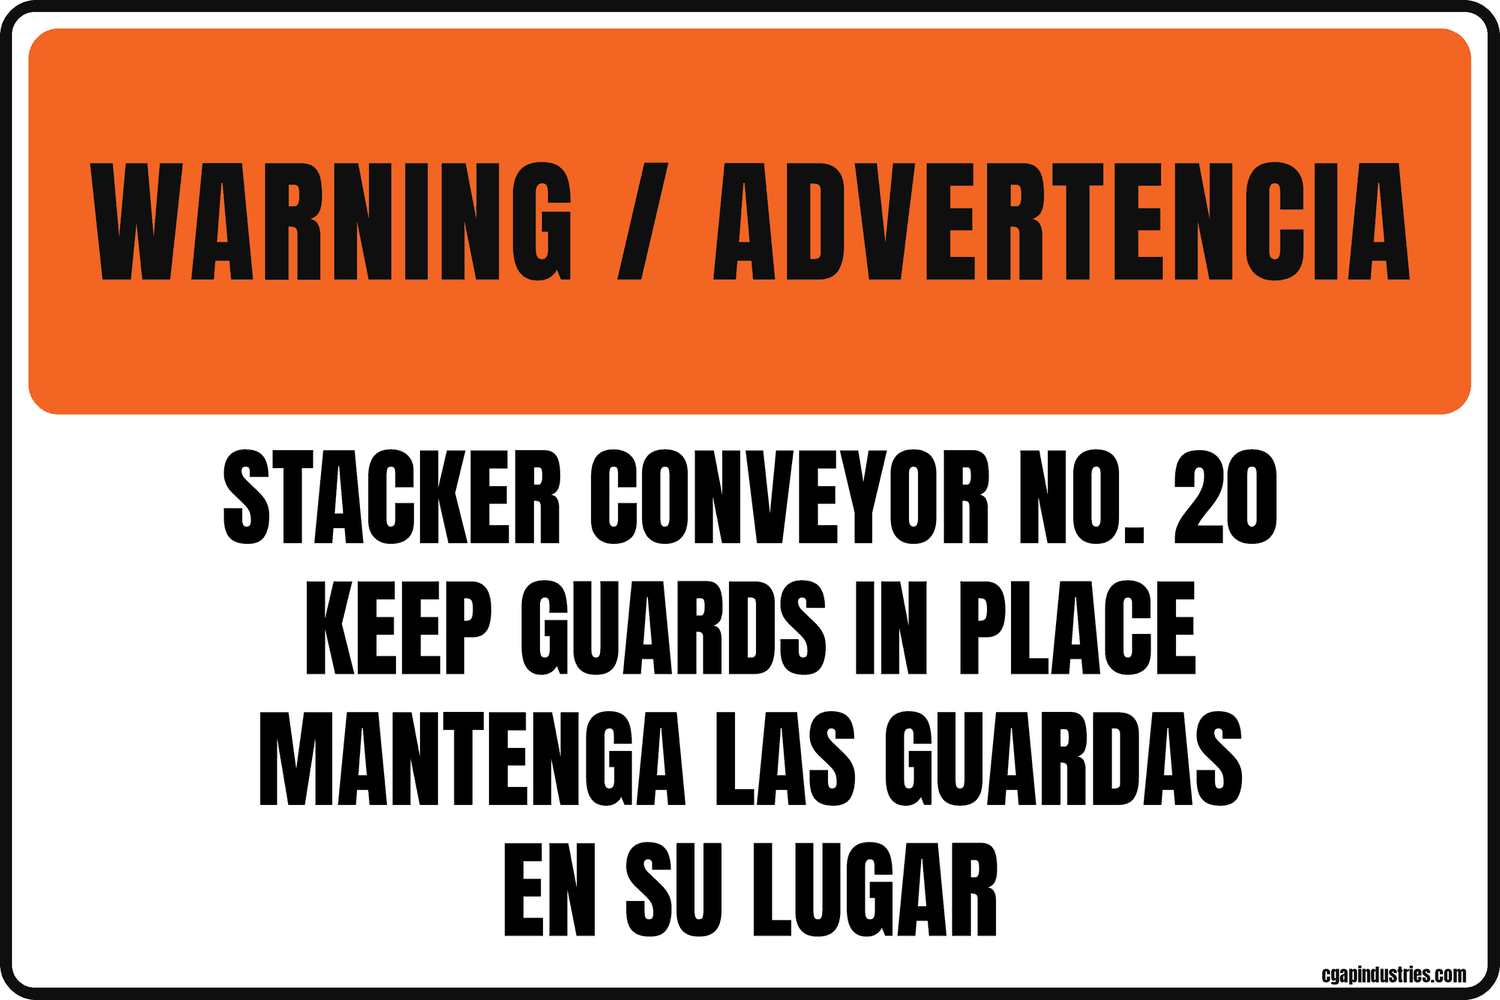 WARNING / ADVERTENCIA
STACKER CONVEYOR NO. 20
KEEP GUARDS IN PLACE
MANTENGA LAS GUARDAS
EN SU LUGAR
cgapindustries.com